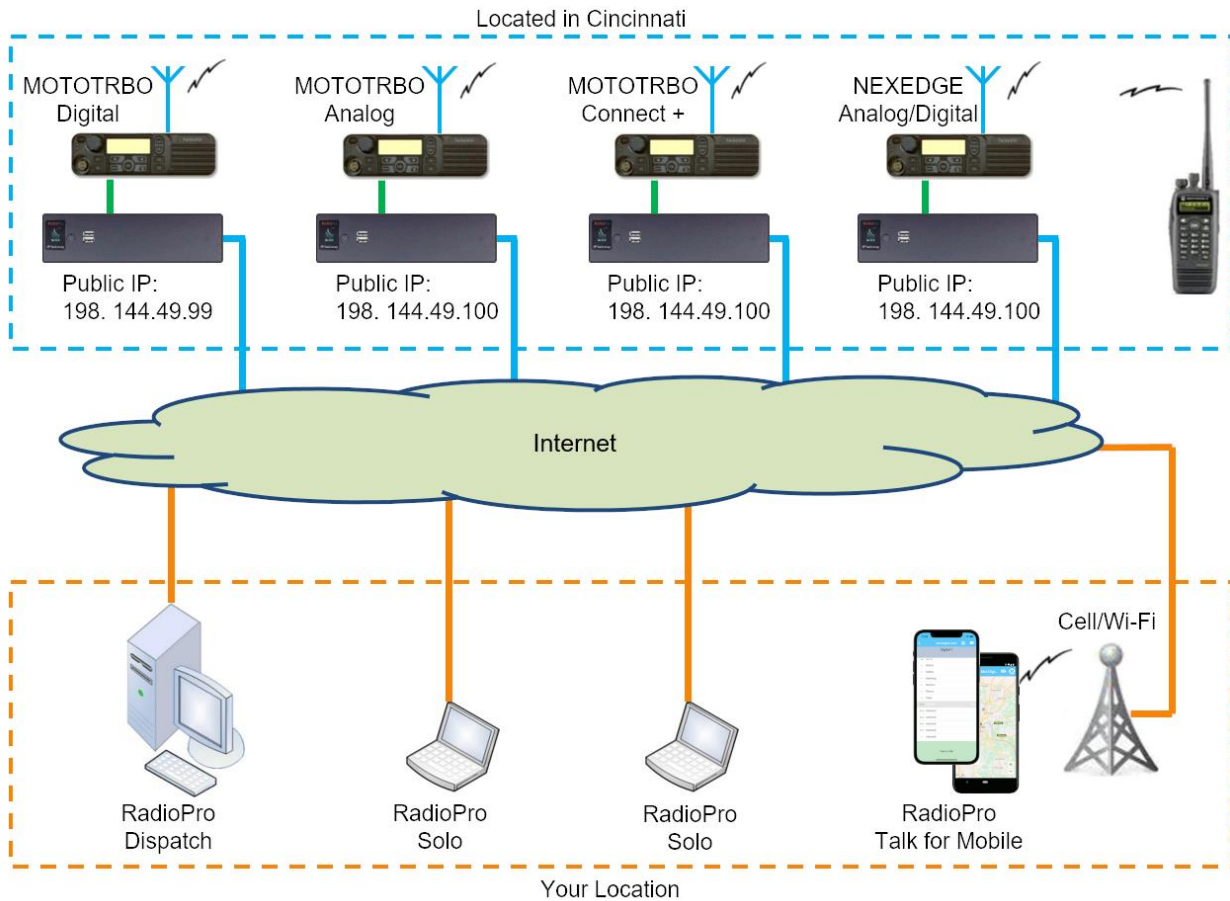 Located in Cincinnati
MOTOTRBO
Digital
MOTOTRBO
Analog
MOTOTRBO
Connect +
NEXEDGE
Analog/Digital
Public IP:
198. 144.49.99
Public IP:
198. 144.49.100
Public IP:
198. 144.49.100
Public IP:
198. 144.49.100
Internet
Cell/Wi-Fi
RadioPro
Dispatch
RadioPro
Solo
RadioPro
Solo
RadioPro
Talk for Mobile
Your Location